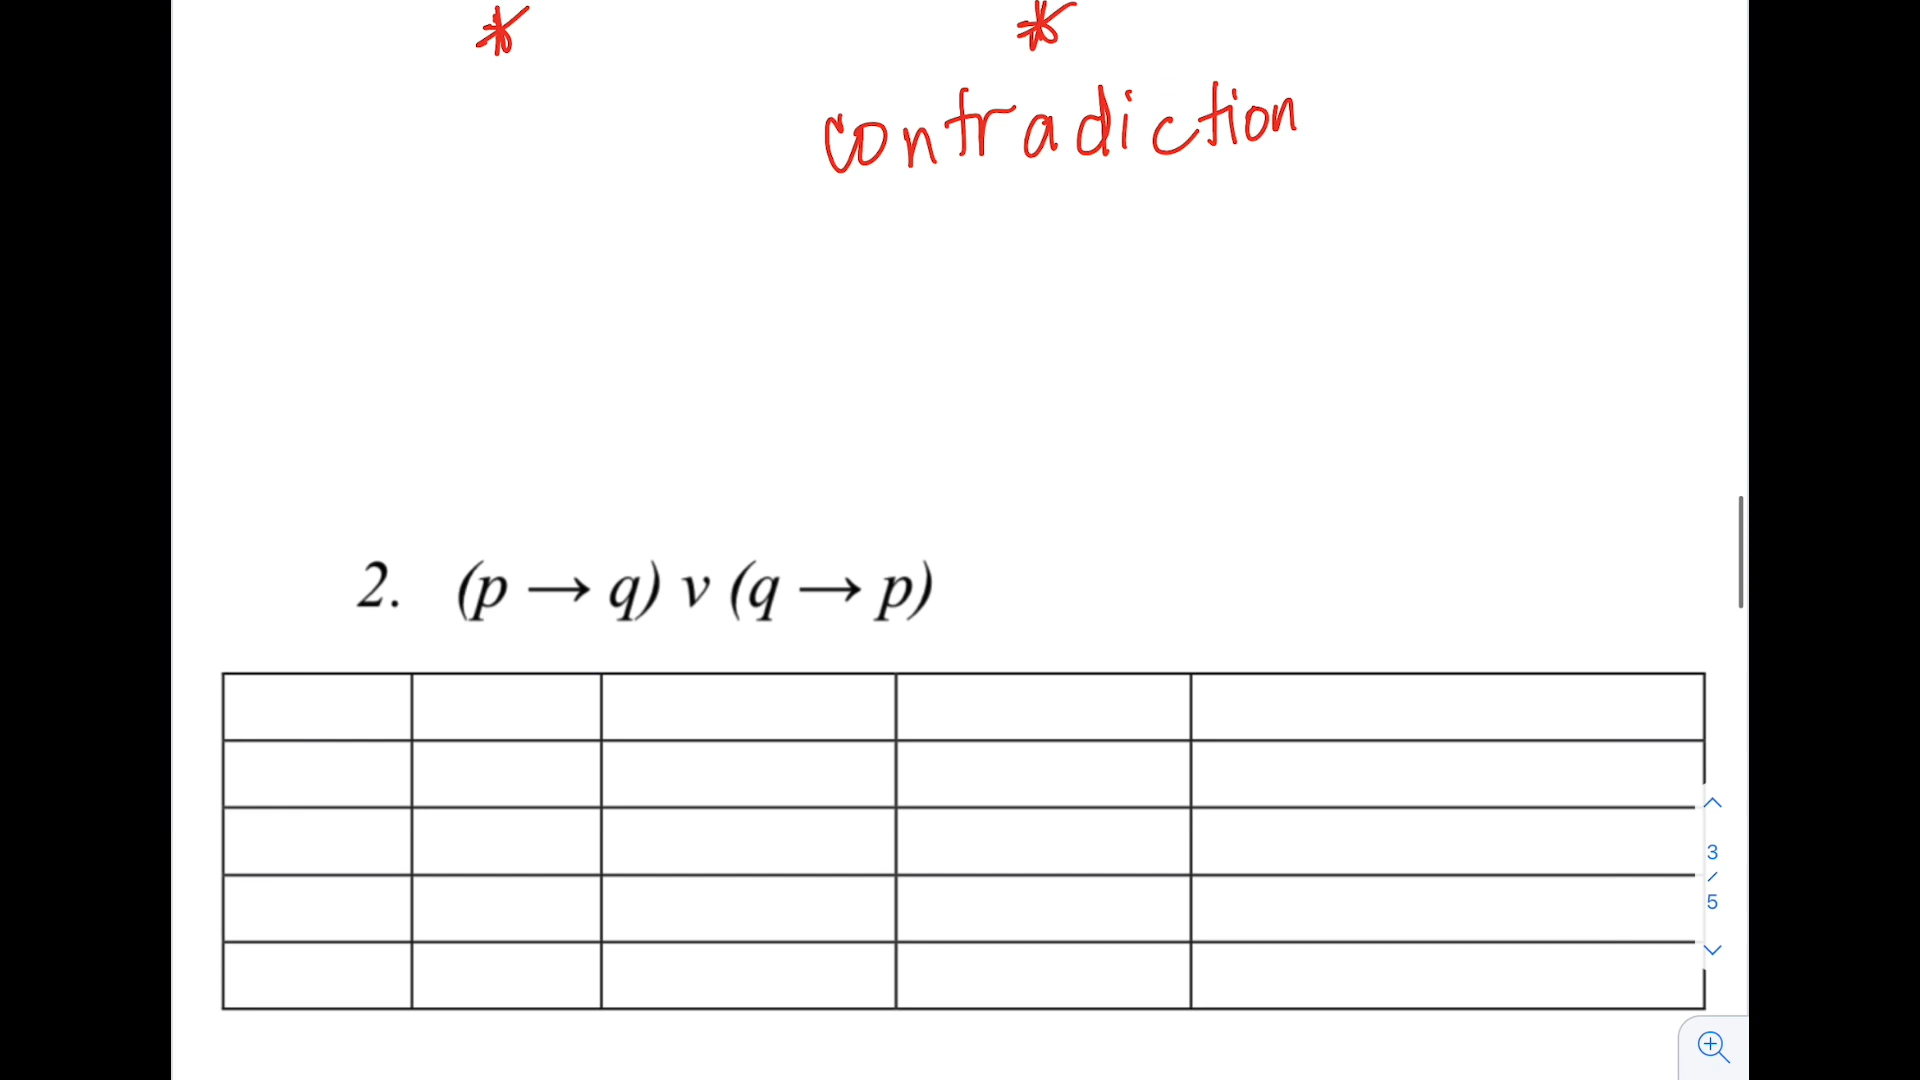 * *
contradiction
2. (p → q) v (q → p)
3
/
5